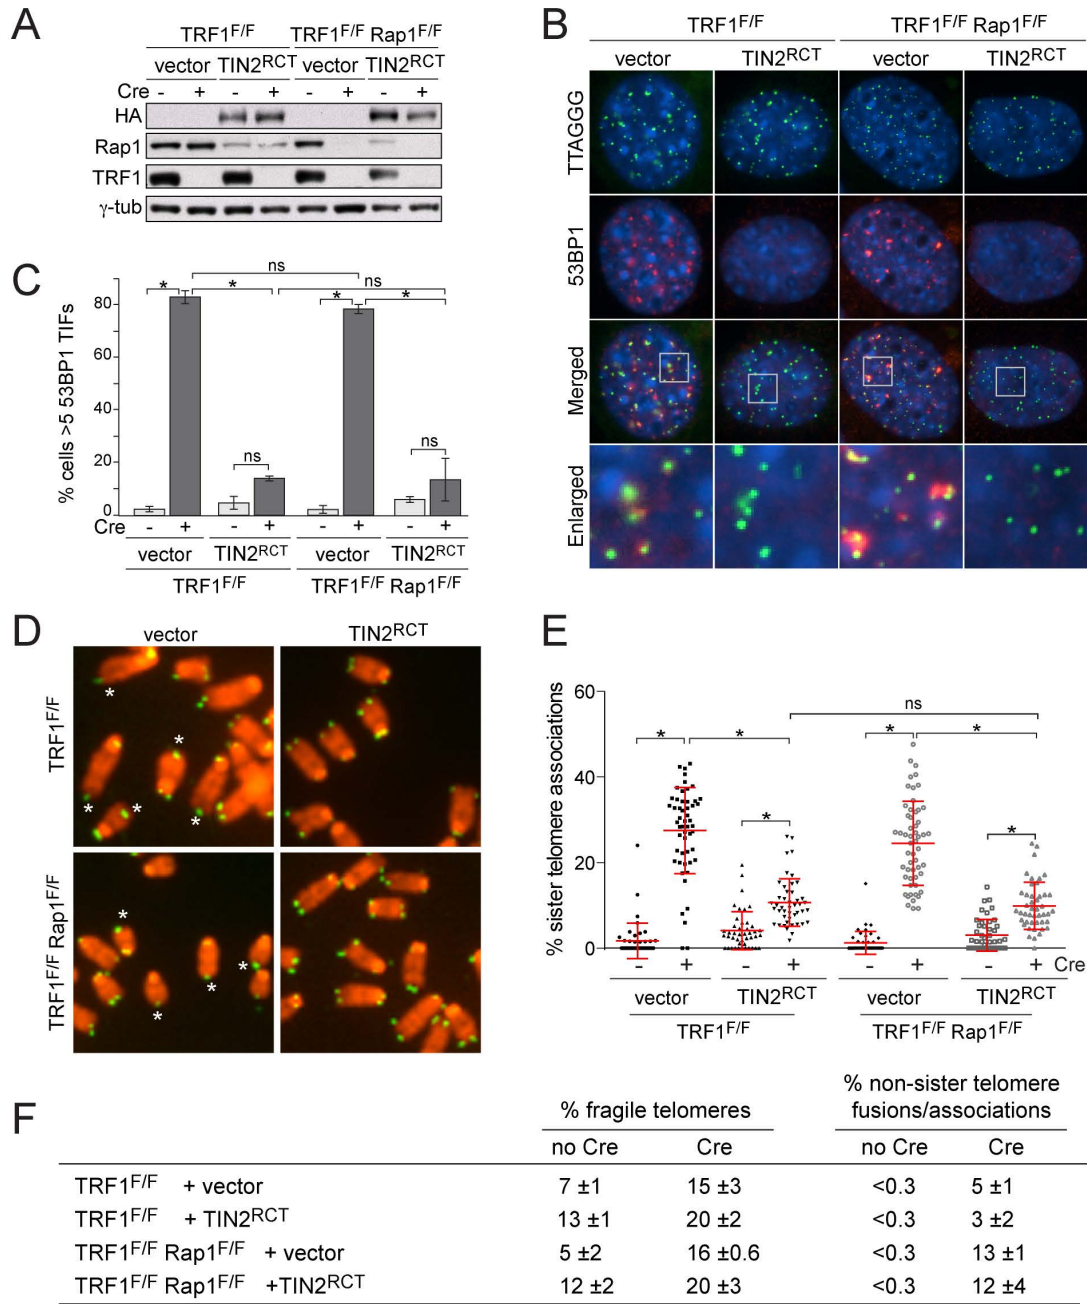 A
TRF1F/F TRF1F/F Rap1F/F
vector TIN2RCT vector TIN2RCT
Cre - + - + - + - +
HA
Rap1
TRF1
γ-tub
B
TRF1F/F TRF1F/F Rap1F/F
vector TIN2RCT vector TIN2RCT
TTAGGG
53BP1
Merged
Enlarged
C
% cells >5 53BP1 TIFs
80
60
40
20
0
ns
* * ns
* *
ns ns
Cre - + - + - + - +
vector TIN2RCT vector TIN2RCT
TRF1F/F TRF1F/F Rap1F/F
D
vector TIN2RCT
TRF1F/F
* * * * *
TRF1F/F Rap1F/F
* * * *
E
% sister telomere associations
60
40
20
0
ns
* * * *
* *
- + - + - + - + Cre
vector TIN2RCT vector TIN2RCT
TRF1F/F TRF1F/F Rap1F/F
F
% fragile telomeres % non-sister telomere
fusions/associations
no Cre Cre no Cre Cre
TRF1F/F + vector 7 ±1 15 ±3 <0.3 5 ±1
TRF1F/F + TIN2RCT 13 ±1 20 ±2 <0.3 3 ±2
TRF1F/F Rap1F/F + vector 5 ±2 16 ±0.6 <0.3 13 ±1
TRF1F/F Rap1F/F +TIN2RCT 12 ±2 20 ±3 <0.3 12 ±4